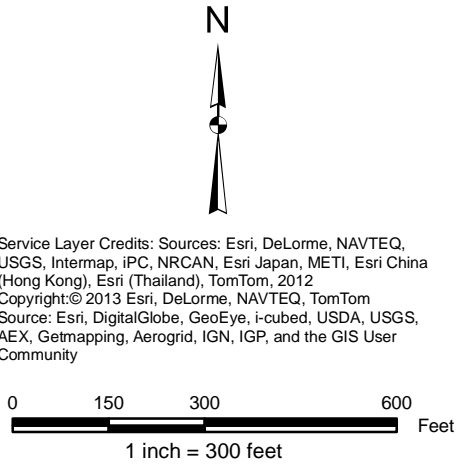 N
Service Layer Credits: Sources: Esri, DeLorme, NAVTEQ,
USGS, Intermap, iPC, NRCAN, Esri Japan, METI, Esri China
(Hong Kong), Esri (Thailand), TomTom, 2012
Copyright:© 2013 Esri, DeLorme, NAVTEQ, TomTom
Source: Esri, DigitalGlobe, GeoEye, i-cubed, USDA, USGS,
AEX, Getmapping, Aerogrid, IGN, IGP, and the GIS User
Community
0 150 300 600
Feet
1 inch = 300 feet